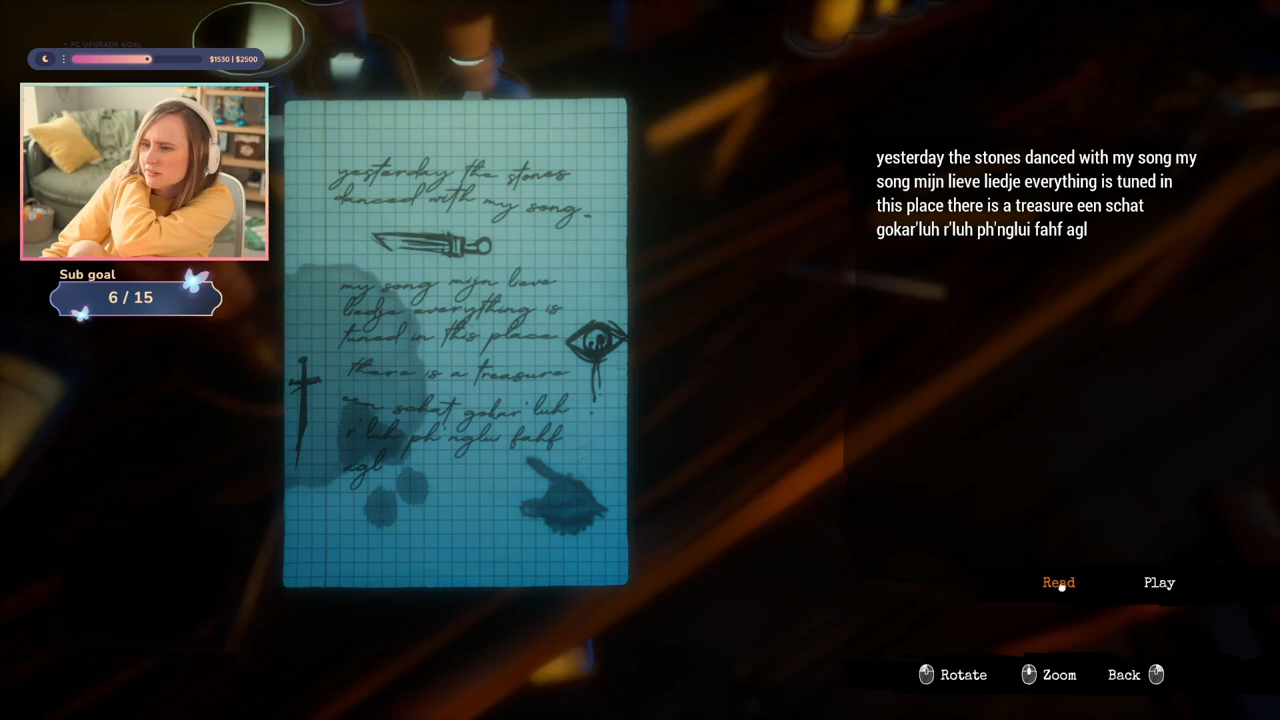 PC UPGRADE GOAL
$1530 | $2500
Sub goal
6 / 15
yesterday the stones
danced with my song.
my song mijn lieve
liedje everything is
tuned in this place
there is a treasure
een schat gokar'luh
r'luh ph'nglui fahf
agl
yesterday the stones danced with my song my
song mijn lieve liedje everything is tuned in
this place there is a treasure een schat
gokar'luh r'luh ph'nglui fahf agl
Read Play
Rotate Zoom Back